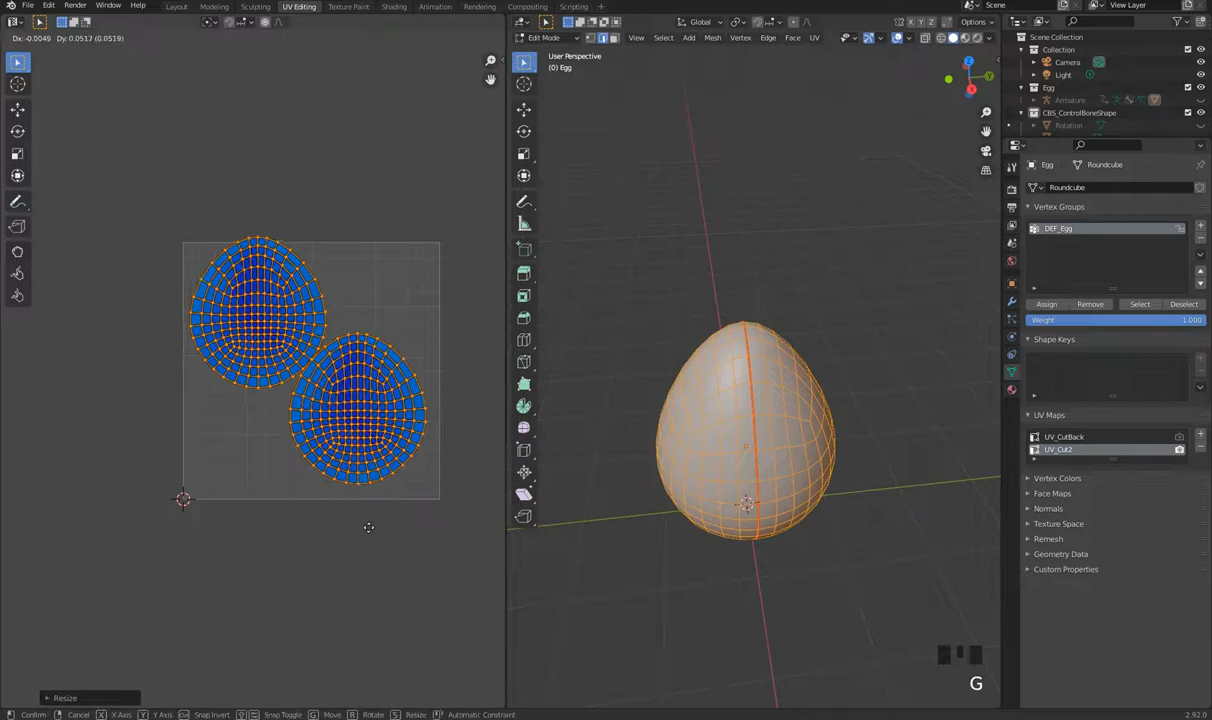 File Edit Render Window Help Layout Modeling Sculpting UV Editing Texture Paint Shading Animation Rendering Compositing Scripting + Scene View Layer
Global Options
Dx: -0.0049 Dy: 0.0517 (0.0519)
Edit Mode View Select Add Mesh Vertex Edge Face UV
Scene Collection
Collection
Camera
Light
Egg
Armature
CBS_ControlBoneShape
Rotation
User Perspective
(0) Egg
X Y Z
Egg Roundcube
Roundcube
Vertex Groups
DEF_Egg
Assign Remove Select Deselect
Weight 1.000
Shape Keys
UV Maps
UV_CutBack
UV_Cut2
Vertex Colors
Face Maps
Normals
Texture Space
Remesh
Geometry Data
Custom Properties
G
Resize
Confirm Cancel X X Axis Y Y Axis Snap Invert Snap Toggle G Move R Rotate S Resize Automatic Constraint 2.92.0